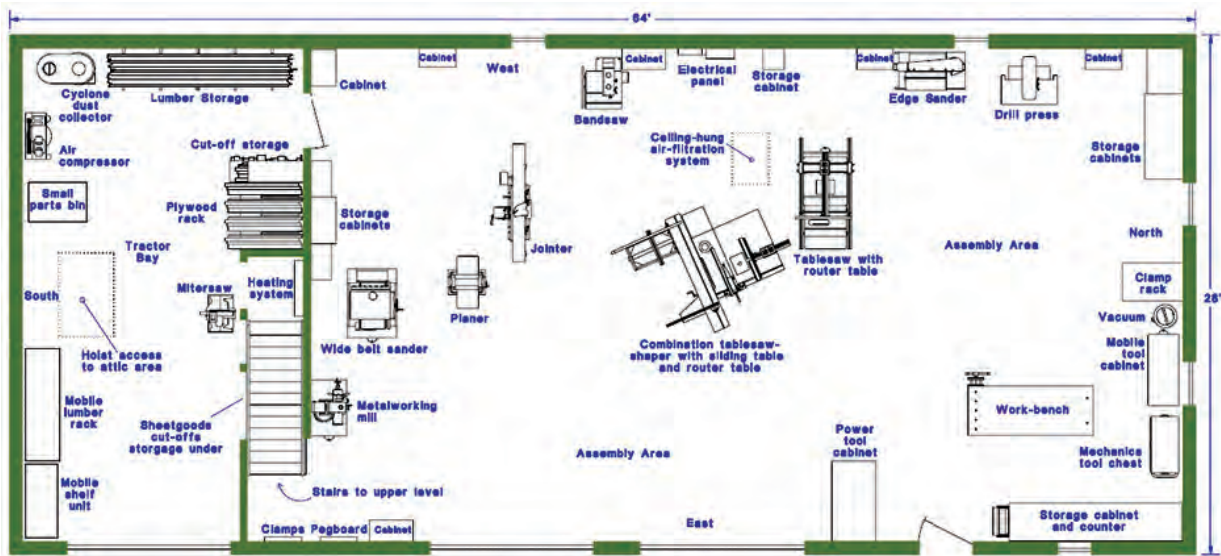 64'
Cyclone
dust
collector
Lumber Storage
Cabinet
Cabinet
West
Bandsaw
Cabinet
Electrical
panel
Storage
cabinet
Cabinet
Edge Sander
Drill press
Cabinet
Air
compressor
Cut-off storage
Ceiling-hung
air-filtration
system
Storage
cabinets
Small
parts bin
Plywood
rack
Storage
cabinets
Jointer
Tractor
Bay
Tablesaw with
router table
Assembly Area
North
South
Mitersaw
Heating
system
Planer
Clamp
rack
28'
Vacuum
Hoist access
to attic area
Wide belt sander
Combination tablesaw-
shaper with sliding table
and router table
Mobile
tool
cabinet
Mobile
lumber
rack
Sheetgoods
cut-offs
storgage under
Metalworking
mill
Work-bench
Power
tool
cabinet
Assembly Area
Mechanics
tool chest
Mobile
shelf
unit
Stairs to upper level
Clamps
Pegboard
Cabinet
East
Storage cabinet
and counter